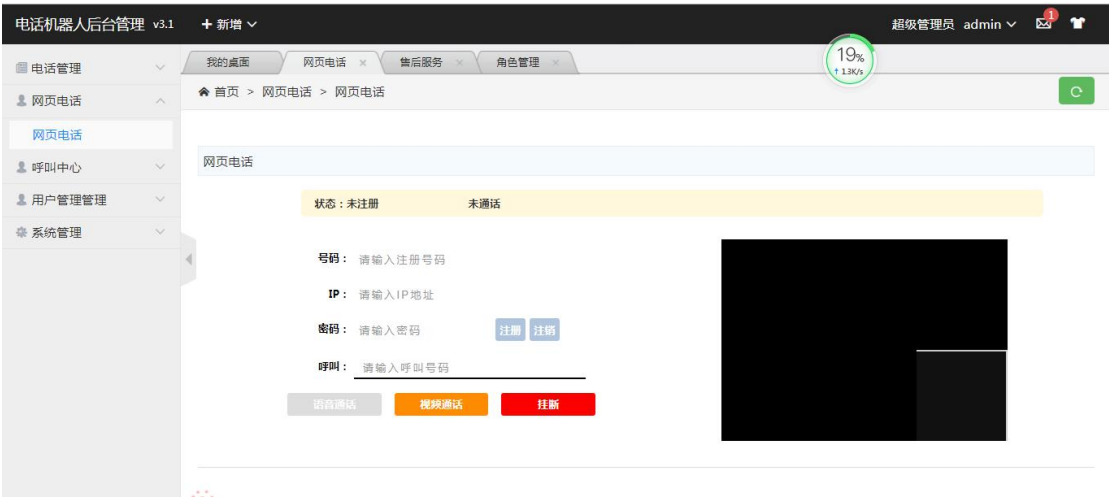 电话机器人后台管理 v3.1 新增 超级管理员 admin 1
电话管理
网页电话
网页电话
呼叫中心
用户管理管理
系统管理
我的桌面 网页电话 × 售后服务 × 角色管理 ×
19%
↑ 1.3K/s
首页 > 网页电话 > 网页电话
网页电话
状态：未注册 未通话
号码： 请输入注册号码
IP： 请输入IP地址
密码： 请输入密码 注册 注销
呼叫： 请输入呼叫号码
语音通话 视频通话 挂断